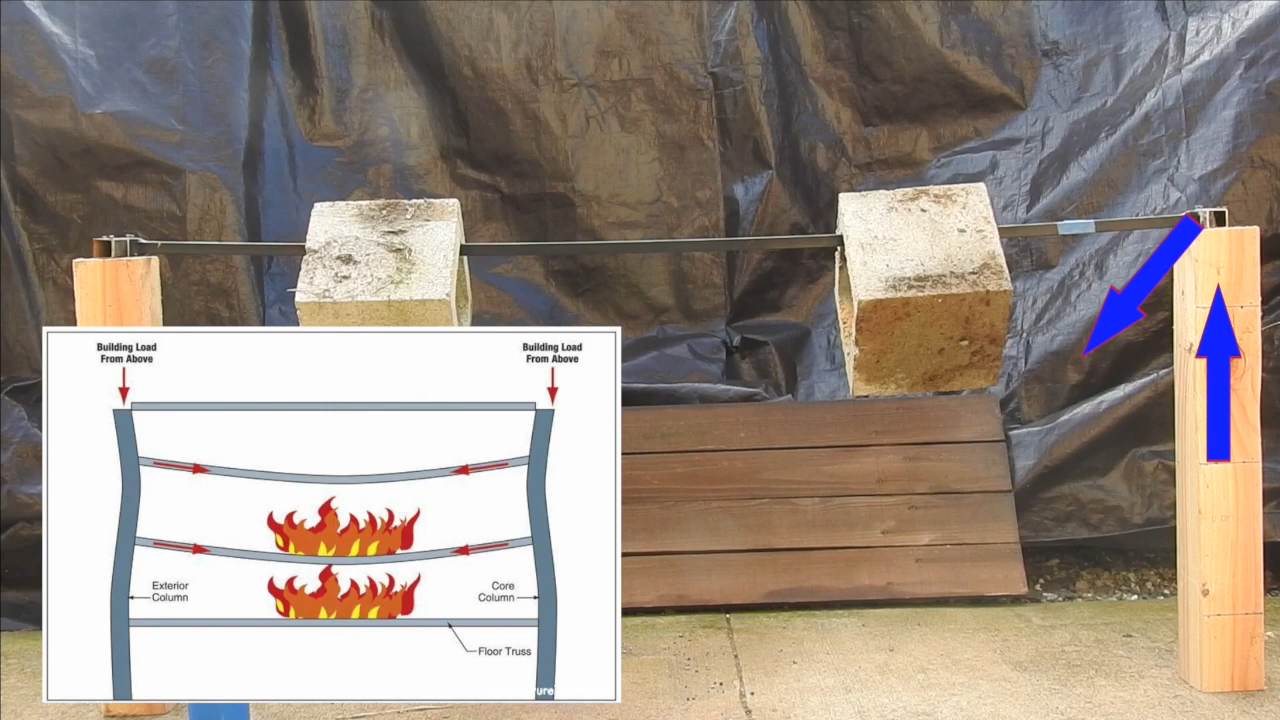 Building Load
From Above
Building Load
From Above
Exterior
Column
Core
Column
Floor Truss